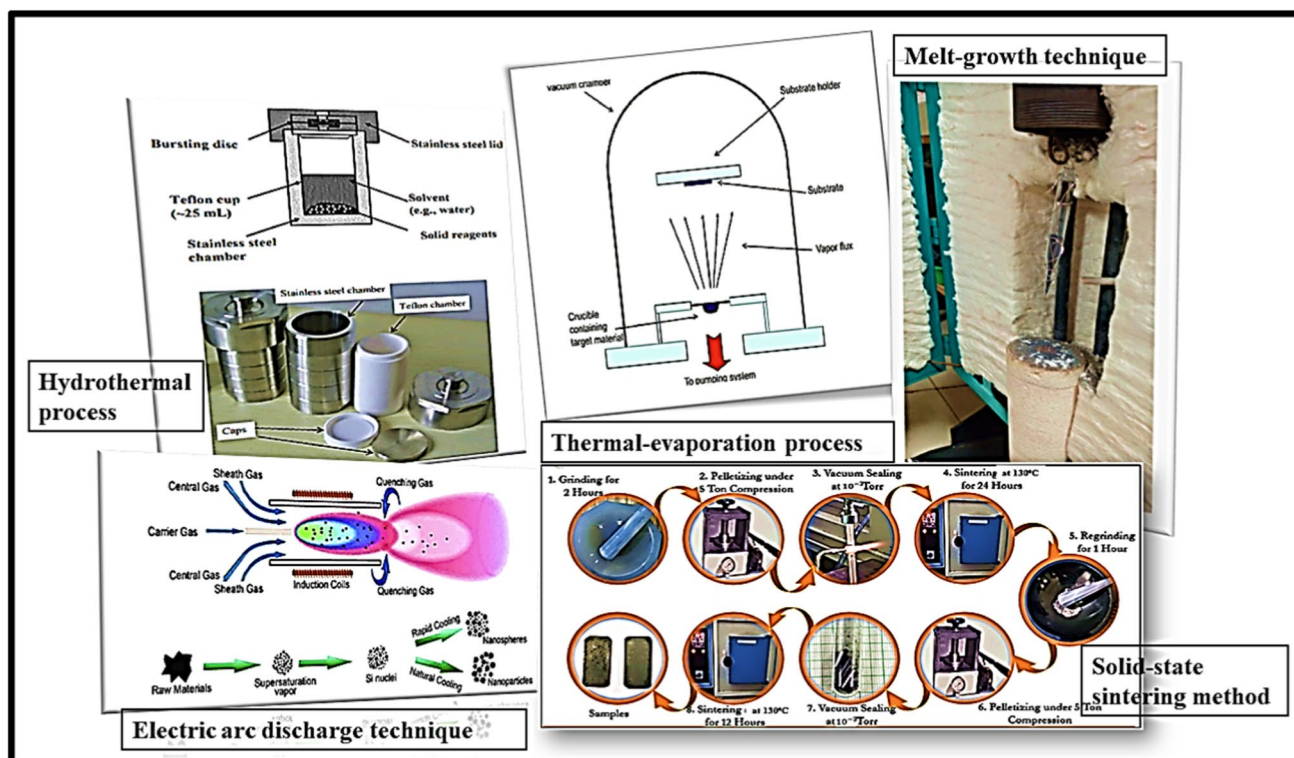 Melt-growth technique
vacuum chamber
Substrate holder
Substrate
Vapor flux
Crucible
containing
target material
To pumping system
Thermal-evaporation process
Bursting disc
Stainless steel lid
Teflon cup
(~25 mL)
Solvent
(e.g., water)
Solid reagents
Stainless steel
chamber
Stainless steel chamber
Teflon chamber
Caps
Hydrothermal
process
Sheath Gas
Central Gas
Quenching Gas
Carrier Gas
Central Gas
Sheath Gas
Induction Coils
Quenching Gas
Rapid Cooling
Nanospheres
Raw Materials
Supersaturation
vapor
Si nuclei
Natural Cooling
Nanoparticles
Electric arc discharge technique
1. Grinding for
2 Hours
2. Pelletizing under
5 Ton Compression
3. Vacuum Sealing
at 10⁻³Torr
4. Sintering at 130°C
for 24 Hours
5. Regrinding
for 1 Hour
6. Pelletizing under 5 Ton
Compression
7. Vacuum Sealing
at 10⁻³Torr
8. Sintering at 130°C
for 12 Hours
Samples
Solid-state
sintering method